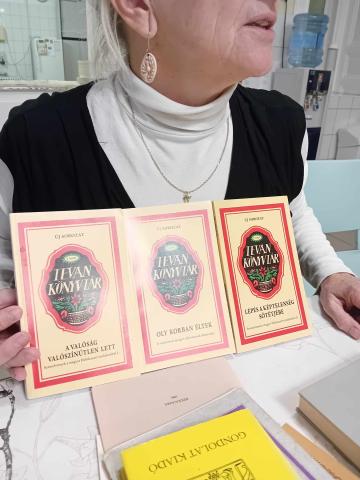 ÚJ SOROZAT
TEVAN
KÖNYVTÁR
A VALÓSÁG
VALÓSZÍNŰTLEN LETT
ÚJ SOROZAT
TEVAN
KÖNYVTÁR
OLY KORBAN ÉLTEK
ÚJ SOROZAT
TEVAN
KÖNYVTÁR
LÉPÉS A KÉPTELENSÉG
SÖTÉTJÉBE
GONDOLAT KIADÓ